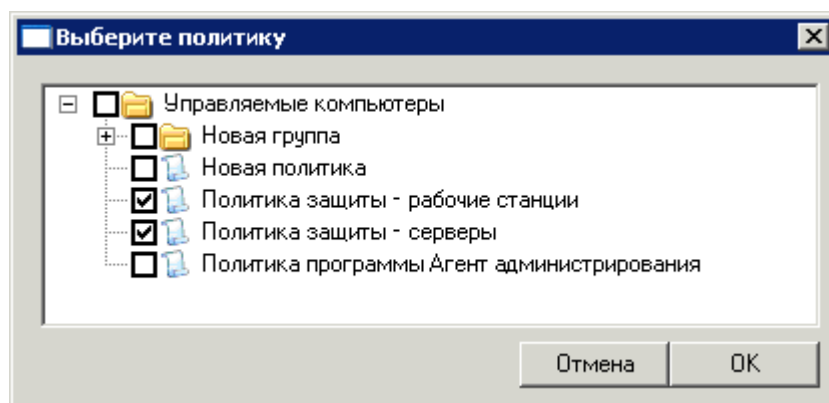 Выберите политику
Управляемые компьютеры
Новая группа
Новая политика
Политика защиты - рабочие станции
Политика защиты - серверы
Политика программы Агент администрирования
Отмена OK